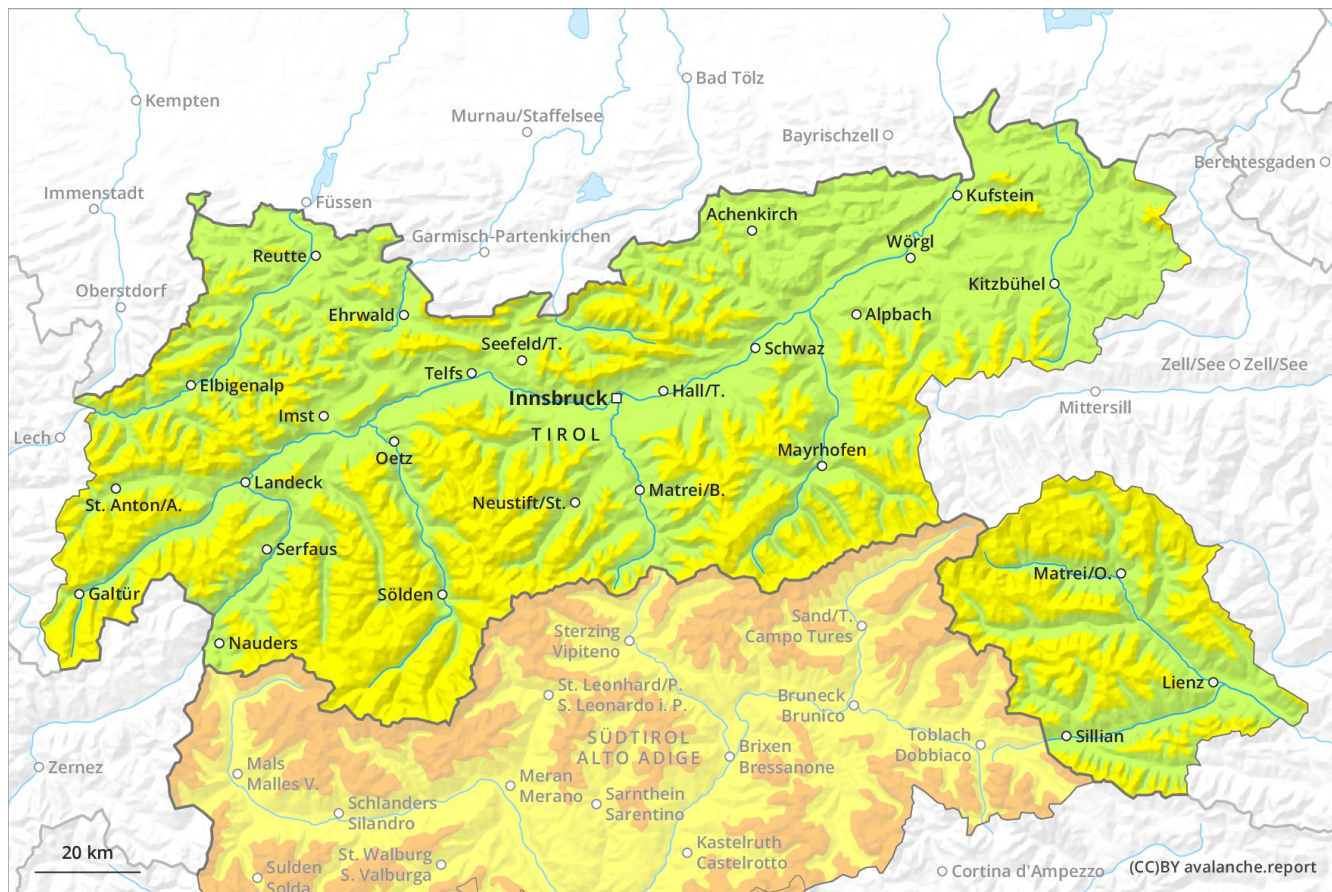 Bad Tölz
Kempten
Murnau/Staffelsee
Bayrischzell
Berchtesgaden
Immenstadt
Füssen
Kufstein
Achenkirch
Garmisch-Partenkirchen
Wörgl
Reutte
Kitzbühel
Oberstdorf
Ehrwald
Alpbach
Seefeld/T.
Schwaz
Zell/See
Zell/See
Telfs
Elbigenalp
Hall/T.
Innsbruck
Mittersill
Imst
TIROL
Lech
Mayrhofen
Oetz
Landeck
Matrei/B.
St. Anton/A.
Neustift/St.
Serfaus
Matrei/O.
Galtür
Sölden
Sand/T.
Campo Tures
Sterzing
Vipiteno
Nauders
Lienz
St. Leonhard/P.
S. Leonardo i. P.
Bruneck
Brunico
SÜDTIROL
ALTO ADIGE
Toblach
Dobbiaco
Sillian
Brixen
Bressanone
Zernez
Mals
Malles V.
Meran
Merano
Sarnthein
Sarentino
Schlanders
Silandro
Kastelruth
Castelrotto
20 km
St. Walburg
S. Valburga
Sulden
Solda
Cortina d'Ampezzo
(CC)BY avalanche.report